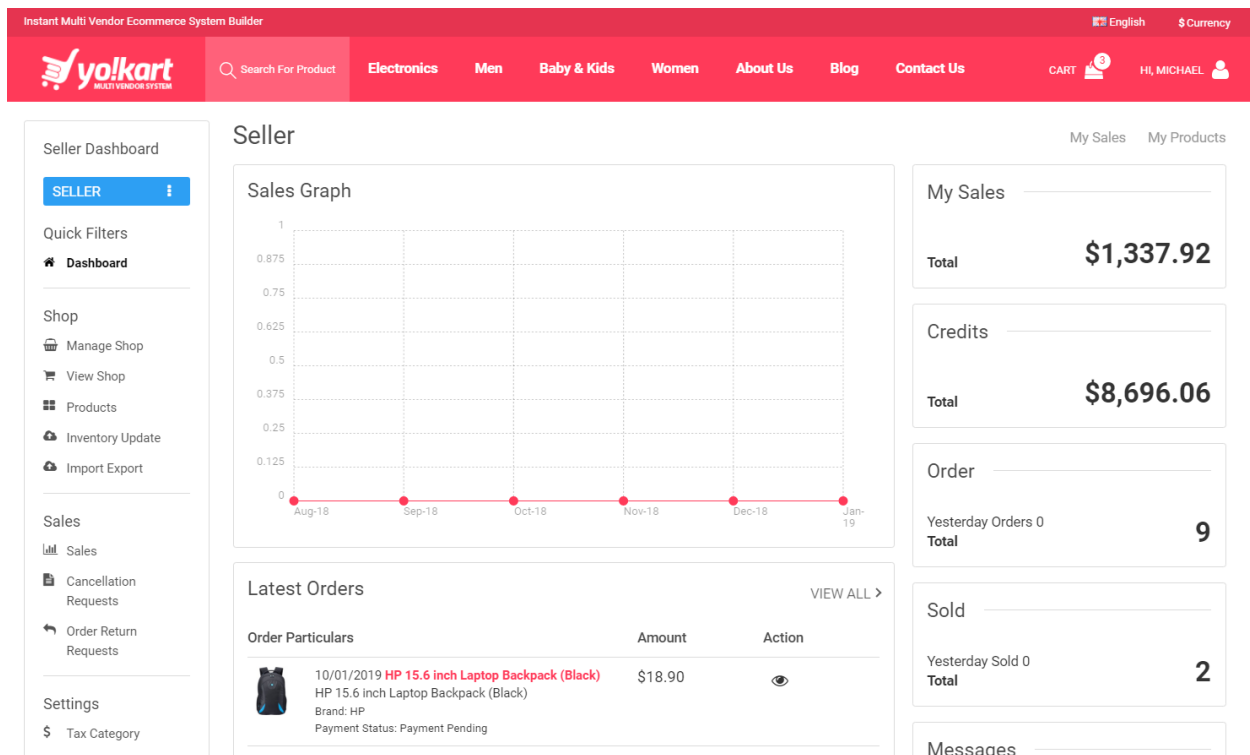 Instant Multi Vendor Ecommerce System Builder
English
$ Currency
yo!kart
MULTI VENDOR SYSTEM
Search For Product
Electronics
Men
Baby & Kids
Women
About Us
Blog
Contact Us
CART
3
HI, MICHAEL
Seller Dashboard
SELLER
Quick Filters
Dashboard
Shop
Manage Shop
View Shop
Products
Inventory Update
Import Export
Sales
Sales
Cancellation
Requests
Order Return
Requests
Settings
$ Tax Category
Seller
My Sales
My Products
Sales Graph
1
0.875
0.75
0.625
0.5
0.375
0.25
0.125
0
Aug-18
Sep-18
Oct-18
Nov-18
Dec-18
Jan-
19
Latest Orders
VIEW ALL >
Order Particulars
Amount
Action
10/01/2019 HP 15.6 inch Laptop Backpack (Black)
$18.90
HP 15.6 inch Laptop Backpack (Black)
Brand: HP
Payment Status: Payment Pending
My Sales
Total
$1,337.92
Credits
Total
$8,696.06
Order
Yesterday Orders 0
Total
9
Sold
Yesterday Sold 0
Total
2
Messages